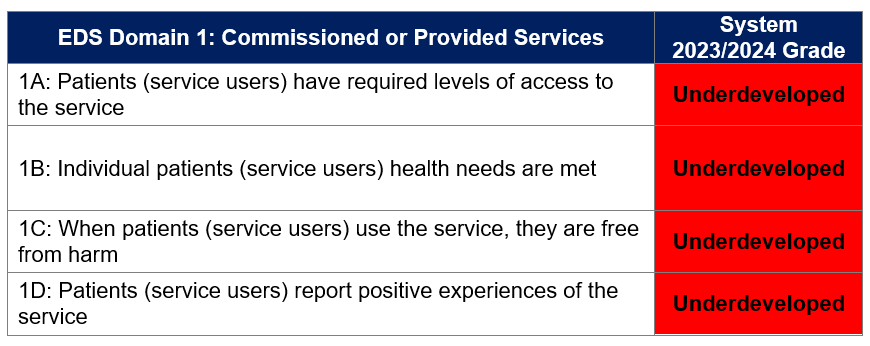 EDS Domain 1: Commissioned or Provided Services
System
2023/2024 Grade
1A: Patients (service users) have required levels of access to
the service
Underdeveloped
1B: Individual patients (service users) health needs are met
Underdeveloped
1C: When patients (service users) use the service, they are free
from harm
Underdeveloped
1D: Patients (service users) report positive experiences of the
service
Underdeveloped